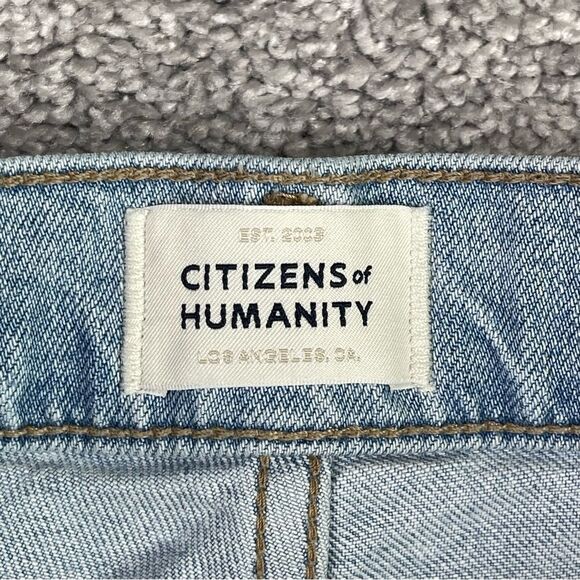 EST. 2003
CITIZENS of
HUMANITY
LOS ANGELES, CA.